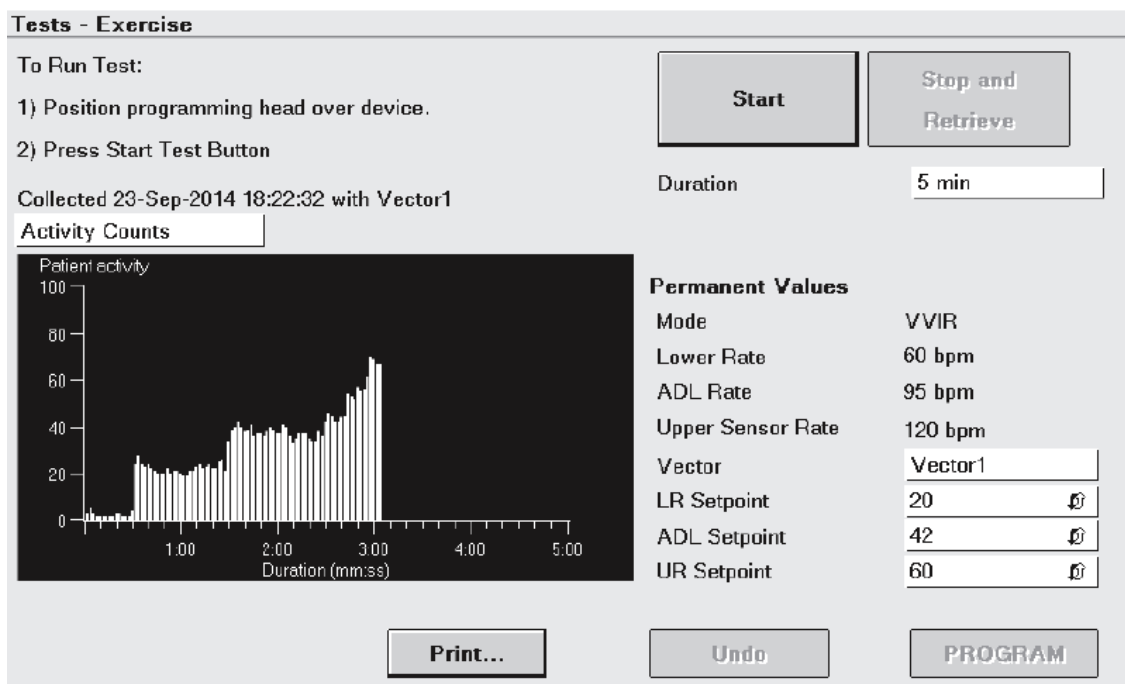 Tests - Exercise
To Run Test:
1) Position programming head over device.
2) Press Start Test Button
Start
Stop and
Retrieve
Duration
5 min
Collected 23-Sep-2014 18:22:32 with Vector1
Activity Counts
Patient activity
100
80
60
40
20
0
1:00
2:00
3:00
4:00
5:00
Duration (mm:ss)
Permanent Values
Mode VVIR
Lower Rate 60 bpm
ADL Rate 95 bpm
Upper Sensor Rate 120 bpm
Vector Vector1
LR Setpoint 20
ADL Setpoint 42
UR Setpoint 60
Print...
Undo
PROGRAM